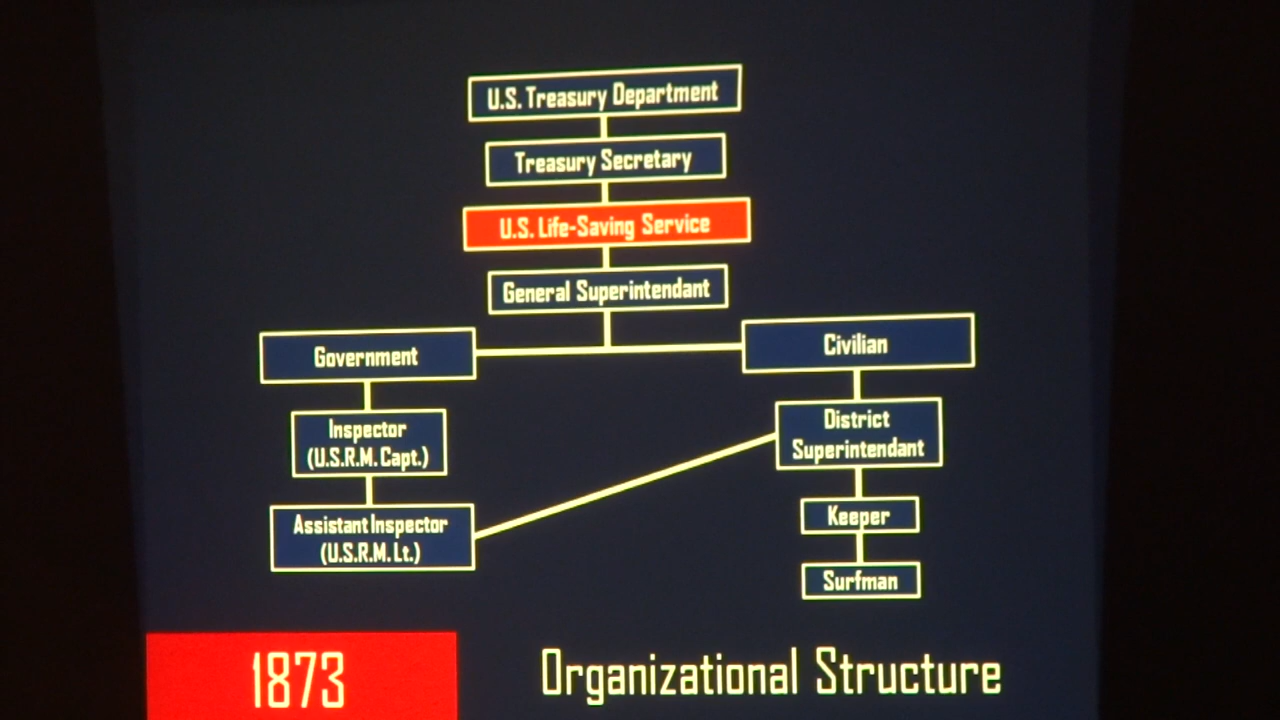 U.S. Treasury Department
Treasury Secretary
U.S. Life-Saving Service
General Superintendant
Government
Civilian
Inspector
(U.S.R.M. Capt.)
District
Superintendant
Assistant Inspector
(U.S.R.M. Lt.)
Keeper
Surfman
1873
Organizational Structure